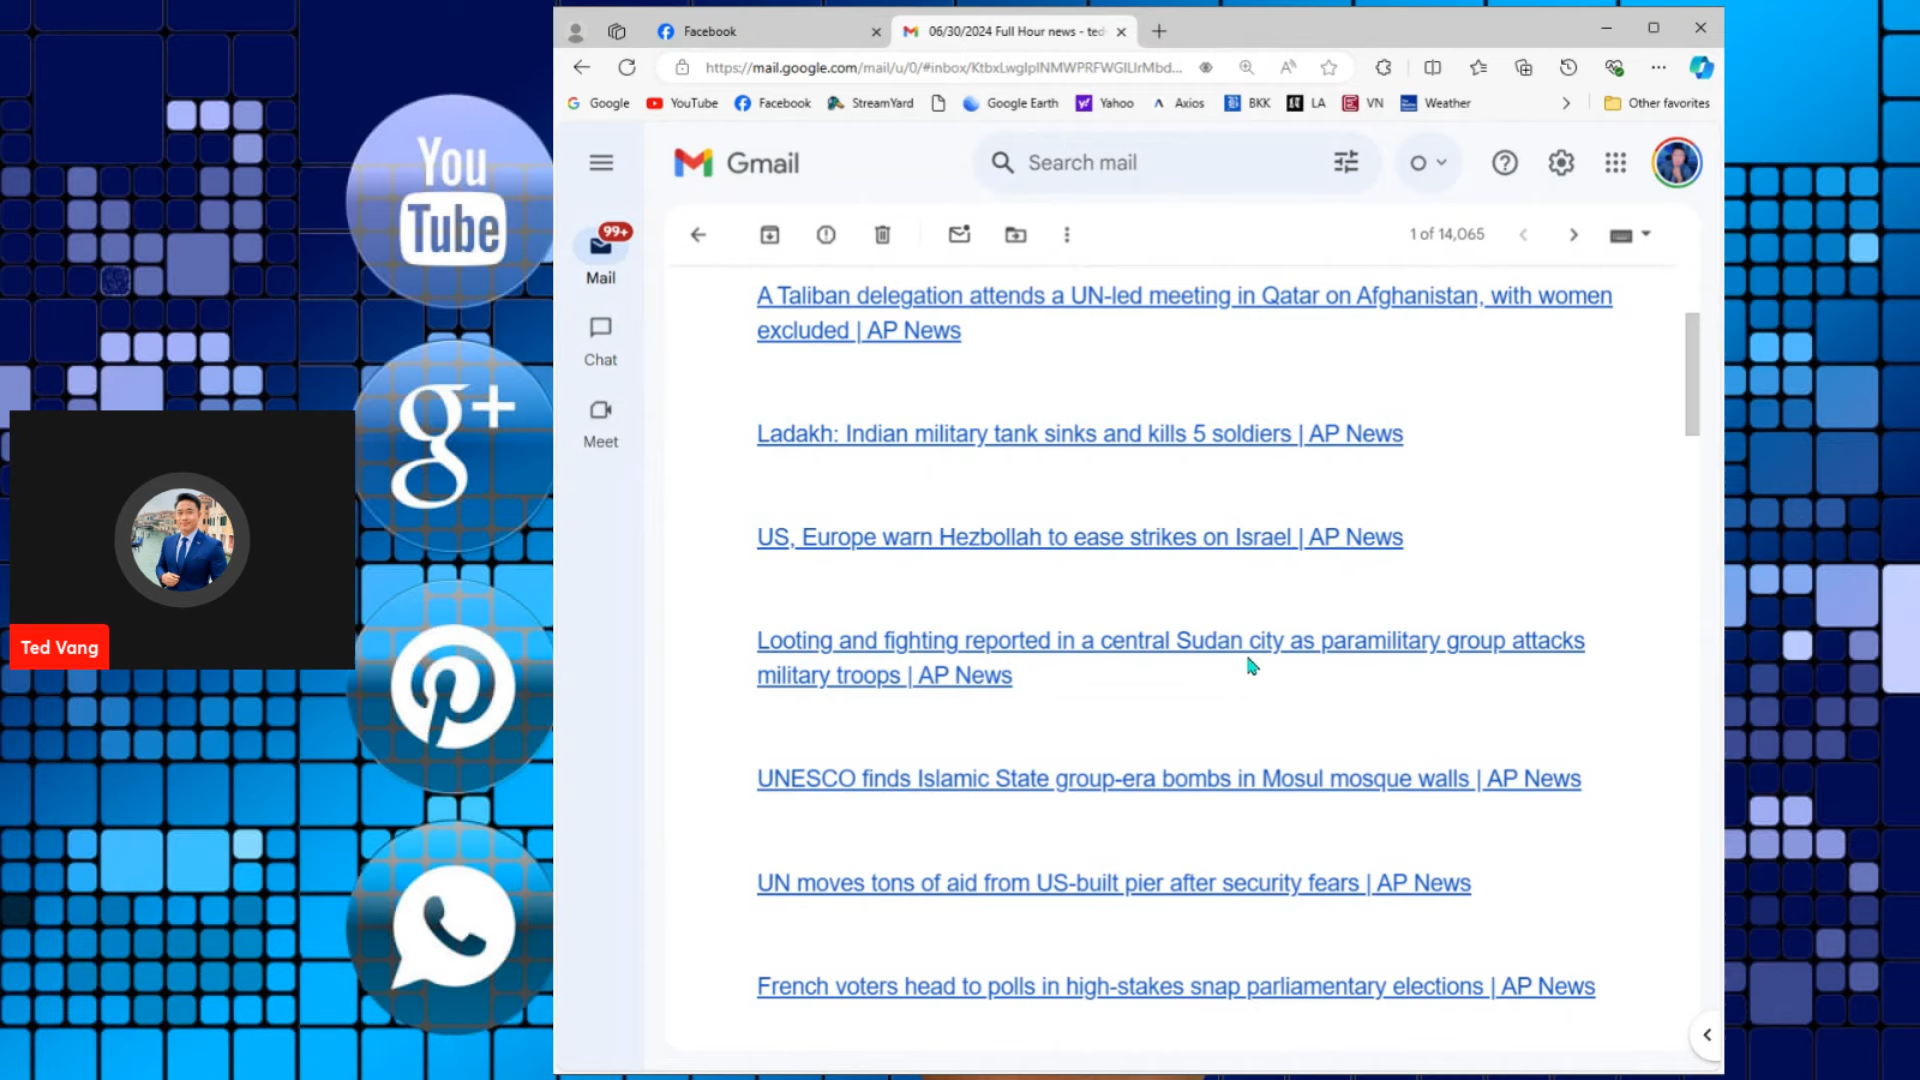 Facebook
06/30/2024 Full Hour news - ted
https://mail.google.com/mail/u/0/#inbox/KtbxLwglplNMWPRFWGlLlrMbd...
Google
YouTube
Facebook
StreamYard
Google Earth
Yahoo
Axios
BKK
LA
VN
Weather
Other favorites
Gmail
Search mail
99+
Mail
Chat
Meet
1 of 14,065
A Taliban delegation attends a UN-led meeting in Qatar on Afghanistan, with women
excluded | AP News
Ladakh: Indian military tank sinks and kills 5 soldiers | AP News
US, Europe warn Hezbollah to ease strikes on Israel | AP News
Looting and fighting reported in a central Sudan city as paramilitary group attacks
military troops | AP News
UNESCO finds Islamic State group-era bombs in Mosul mosque walls | AP News
UN moves tons of aid from US-built pier after security fears | AP News
French voters head to polls in high-stakes snap parliamentary elections | AP News
You
Tube
g+
Ted Vang